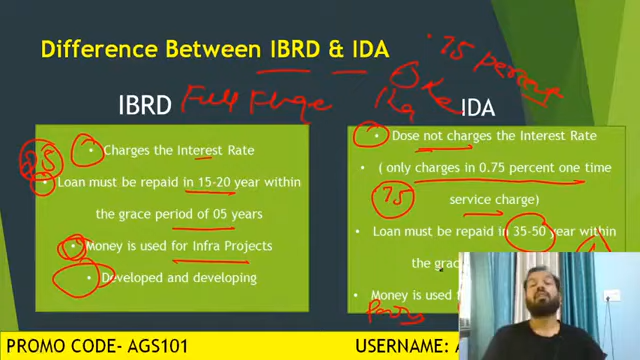 Difference Between IBRD & IDA
.75 percent
IBRD
IDA
Charges the Interest Rate
Loan must be repaid in 15-20 year within
the grace period of 05 years
Money is used for Infra Projects
Developed and developing
Dose not charges the Interest Rate
( only charges in 0.75 percent one time
75
service charge)
Loan must be repaid in 35-50 year within
the
Money is used
PROMO CODE- AGS101
USERNAME: